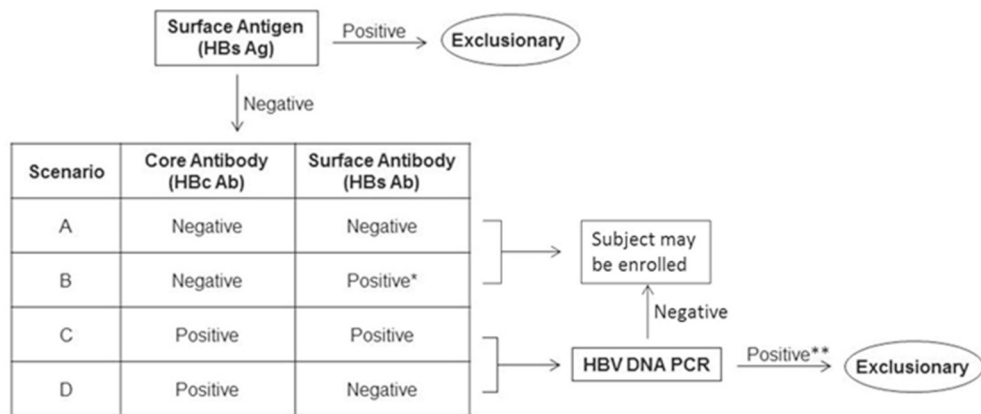 Surface Antigen
(HBs Ag)
Positive
Exclusionary
Negative
Scenario Core Antibody (HBc Ab) Surface Antibody (HBs Ab)
A Negative Negative
B Negative Positive*
C Positive Positive
D Positive Negative
Subject may
be enrolled
Negative
HBV DNA PCR
Positive**
Exclusionary